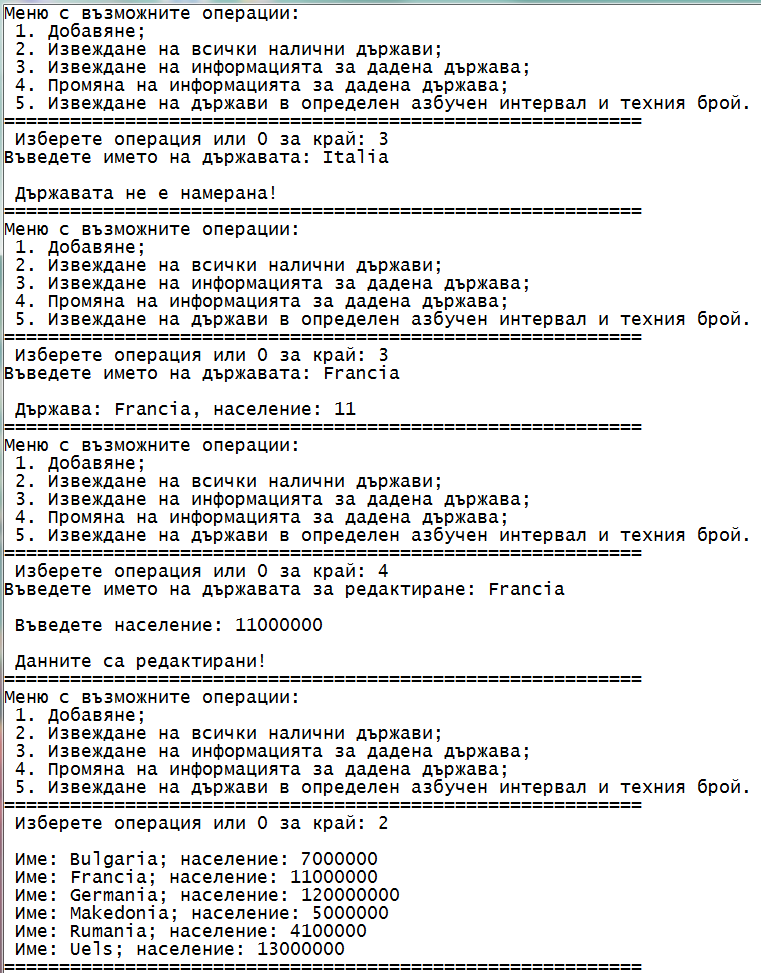 Меню с възможните операции:
1. Добавяне;
2. Извеждане на всички налични държави;
3. Извеждане на информацията за дадена държава;
4. Промяна на информацията за дадена държава;
5. Извеждане на държави в определен азбучен интервал и техния брой.
==========================================================
Изберете операция или 0 за край: 3
Въведете името на държавата: Italia
Държавата не е намерана!
==========================================================
Меню с възможните операции:
1. Добавяне;
2. Извеждане на всички налични държави;
3. Извеждане на информацията за дадена държава;
4. Промяна на информацията за дадена държава;
5. Извеждане на държави в определен азбучен интервал и техния брой.
==========================================================
Изберете операция или 0 за край: 3
Въведете името на държавата: Francia
Държава: Francia, население: 11
==========================================================
Меню с възможните операции:
1. Добавяне;
2. Извеждане на всички налични държави;
3. Извеждане на информацията за дадена държава;
4. Промяна на информацията за дадена държава;
5. Извеждане на държави в определен азбучен интервал и техния брой.
==========================================================
Изберете операция или 0 за край: 4
Въведете името на държавата за редактиране: Francia
Въведете население: 11000000
Данните са редактирани!
==========================================================
Меню с възможните операции:
1. Добавяне;
2. Извеждане на всички налични държави;
3. Извеждане на информацията за дадена държава;
4. Промяна на информацията за дадена държава;
5. Извеждане на държави в определен азбучен интервал и техния брой.
==========================================================
Изберете операция или 0 за край: 2
Име: Bulgaria; население: 7000000
Име: Francia; население: 11000000
Име: Germania; население: 120000000
Име: Makedonia; население: 5000000
Име: Rumania; население: 4100000
Име: Uels; население: 13000000
==========================================================